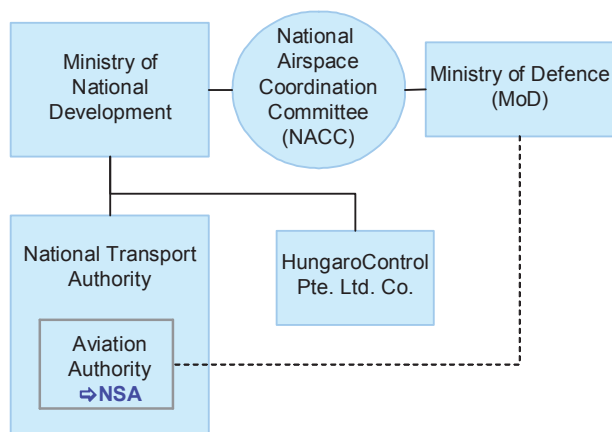 Ministry of
National
Development
National
Airspace
Coordination
Committee
(NACC)
Ministry of Defence
(MoD)
National Transport
Authority
HungaroControl
Pte. Ltd. Co.
Aviation
Authority
⇨NSA